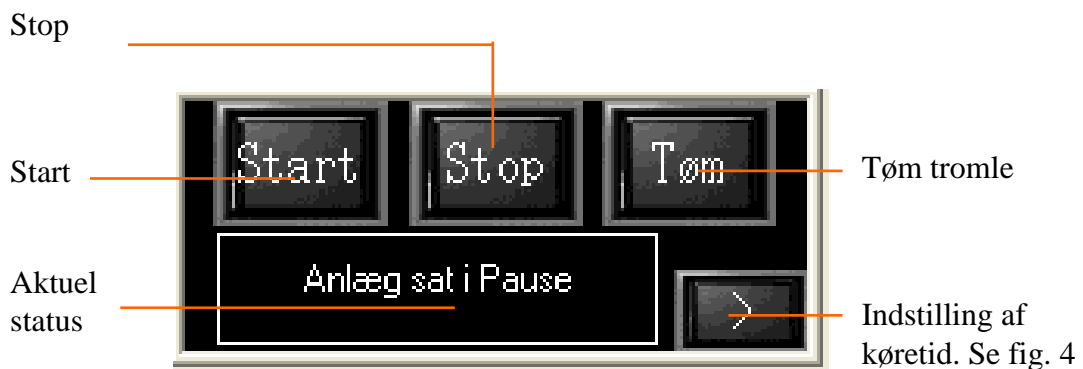 Stop
Start Stop Tøm
Start
Tøm tromle
Anlæg sat i Pause
Aktuel
status
>
Indstilling af
køretid. Se fig. 4